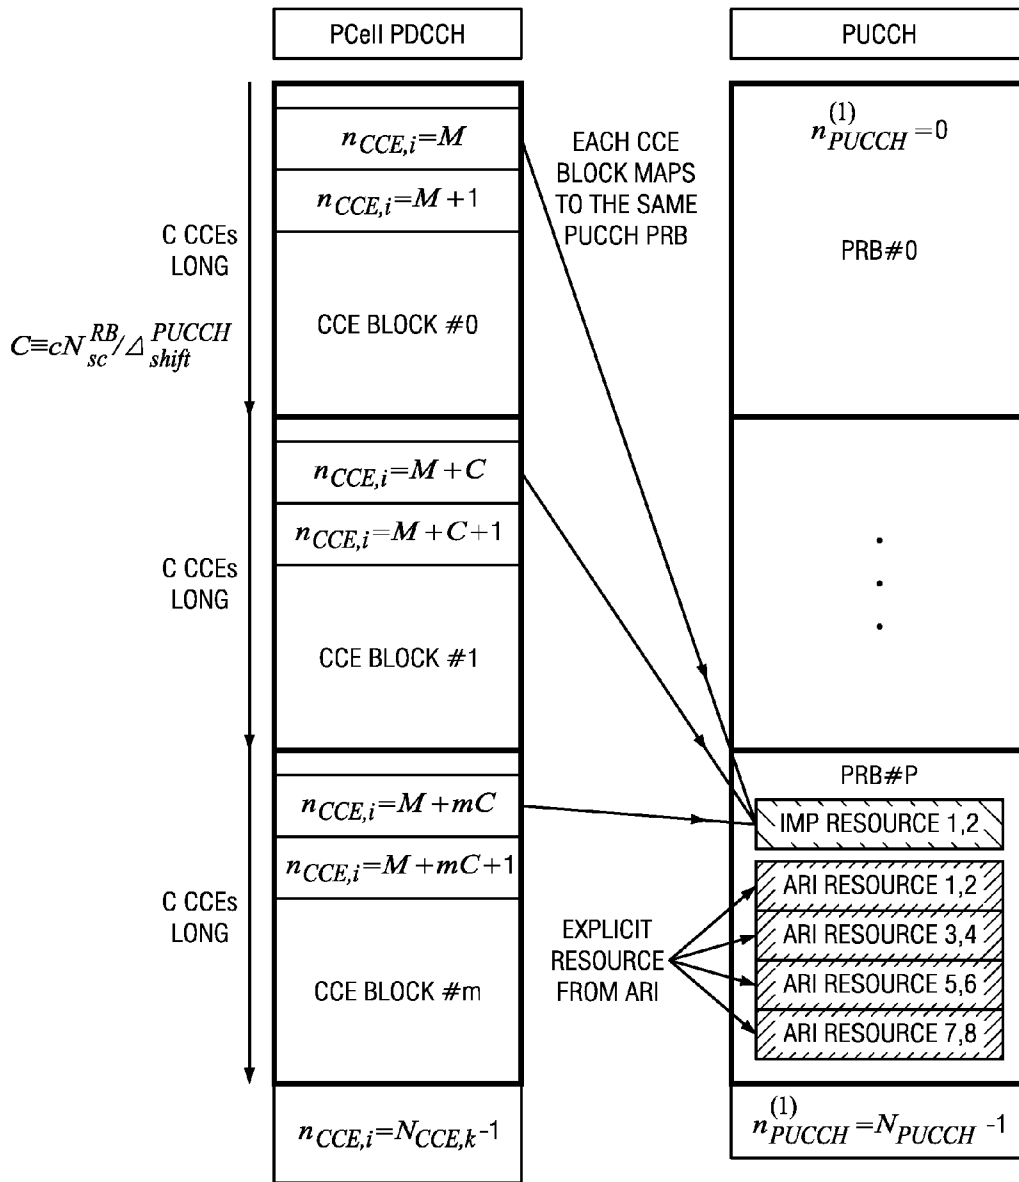 PCell PDCCH
PUCCH
n_{CCE,i}=M
n_{CCE,i}=M+1
C CCEs
LONG
CCE BLOCK #0
C≡cN_{sc}^{RB}/Δ_{shift}^{PUCCH}
EACH CCE
BLOCK MAPS
TO THE SAME
PUCCH PRB
n_{PUCCH}^{(1)}=0
PRB#0
n_{CCE,i}=M+C
n_{CCE,i}=M+C+1
C CCEs
LONG
CCE BLOCK #1
n_{CCE,i}=M+mC
n_{CCE,i}=M+mC+1
C CCEs
LONG
CCE BLOCK #m
PRB#P
IMP RESOURCE 1,2
ARI RESOURCE 1,2
ARI RESOURCE 3,4
ARI RESOURCE 5,6
ARI RESOURCE 7,8
EXPLICIT
RESOURCE
FROM ARI
n_{CCE,i}=N_{CCE,k}-1
n_{PUCCH}^{(1)}=N_{PUCCH}-1